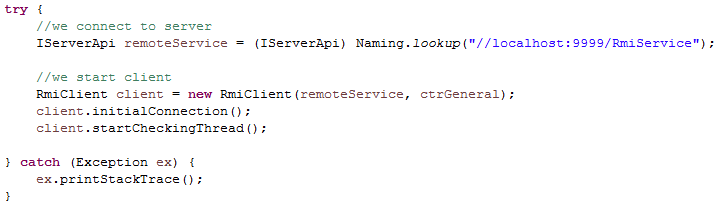 try {
    //we connect to server
    IServerApi remoteService = (IServerApi) Naming.lookup("//localhost:9999/RmiService");

    //we start client
    RmiClient client = new RmiClient(remoteService, ctrGeneral);
    client.initialConnection();
    client.startCheckingThread();

} catch (Exception ex) {
    ex.printStackTrace();
}